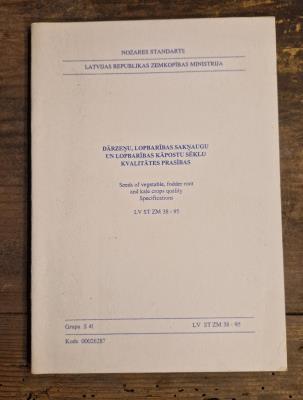 NOZARES STANDARTS
LATVIJAS REPUBLIKAS ZEMKOPĪBAS MINISTRIJA
DĀRZEŅU, LOPBARĪBAS SAKŅAUGU
UN LOPBARĪBAS KĀPOSTU SĒKLU
KVALITĀTES PRASĪBAS
Seeds of vegetable, fodder root
and kale crops quality
Specifications
LV ST ZM 38 - 95
Grupa S 41
LV ST ZM 38 - 95
Kods 00026287